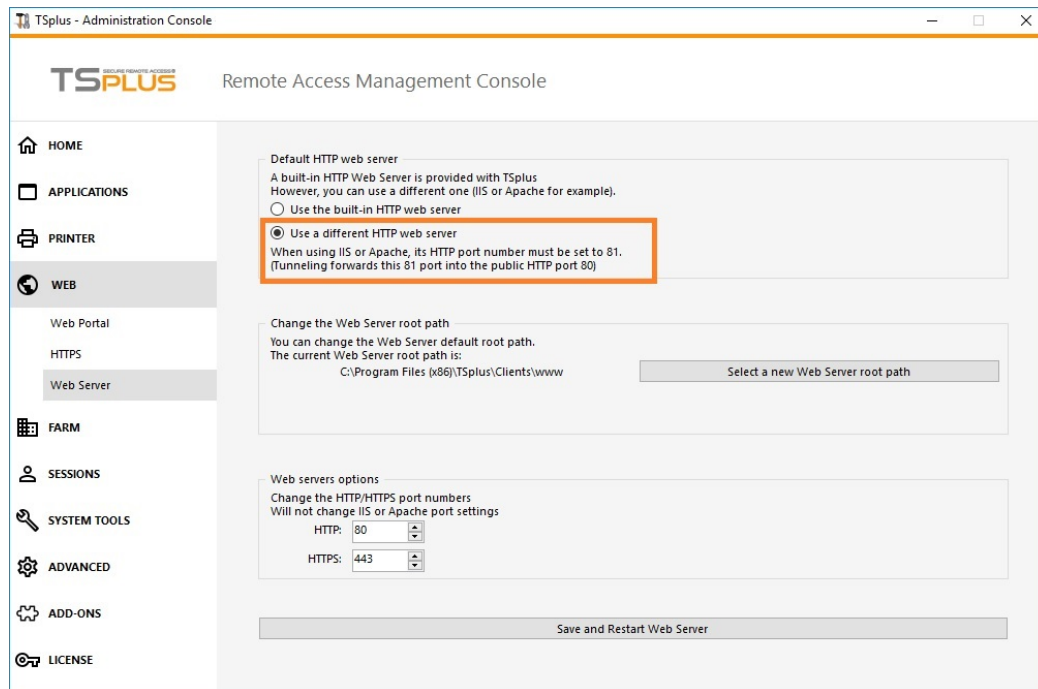 TSplus - Administration Console
SECURE REMOTE ACCESS®
TSPLUS
Remote Access Management Console
HOME
APPLICATIONS
PRINTER
WEB
Web Portal
HTTPS
Web Server
FARM
SESSIONS
SYSTEM TOOLS
ADVANCED
ADD-ONS
LICENSE
Default HTTP web server
A built-in HTTP Web Server is provided with TSplus
However, you can use a different one (IIS or Apache for example).
Use the built-in HTTP web server
Use a different HTTP web server
When using IIS or Apache, its HTTP port number must be set to 81.
(Tunneling forwards this 81 port into the public HTTP port 80)
Change the Web Server root path
You can change the Web Server default root path.
The current Web Server root path is:
C:\Program Files (x86)\TSplus\Clients\www
Select a new Web Server root path
Web servers options
Change the HTTP/HTTPS port numbers
Will not change IIS or Apache port settings
HTTP: 80
HTTPS: 443
Save and Restart Web Server